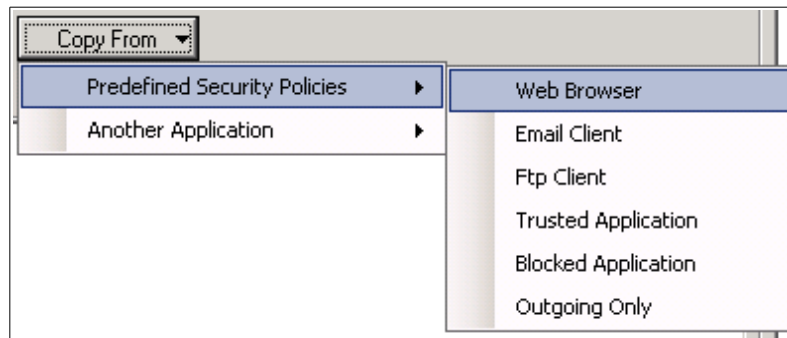 Copy From
Predefined Security Policies
Another Application
Web Browser
Email Client
Ftp Client
Trusted Application
Blocked Application
Outgoing Only